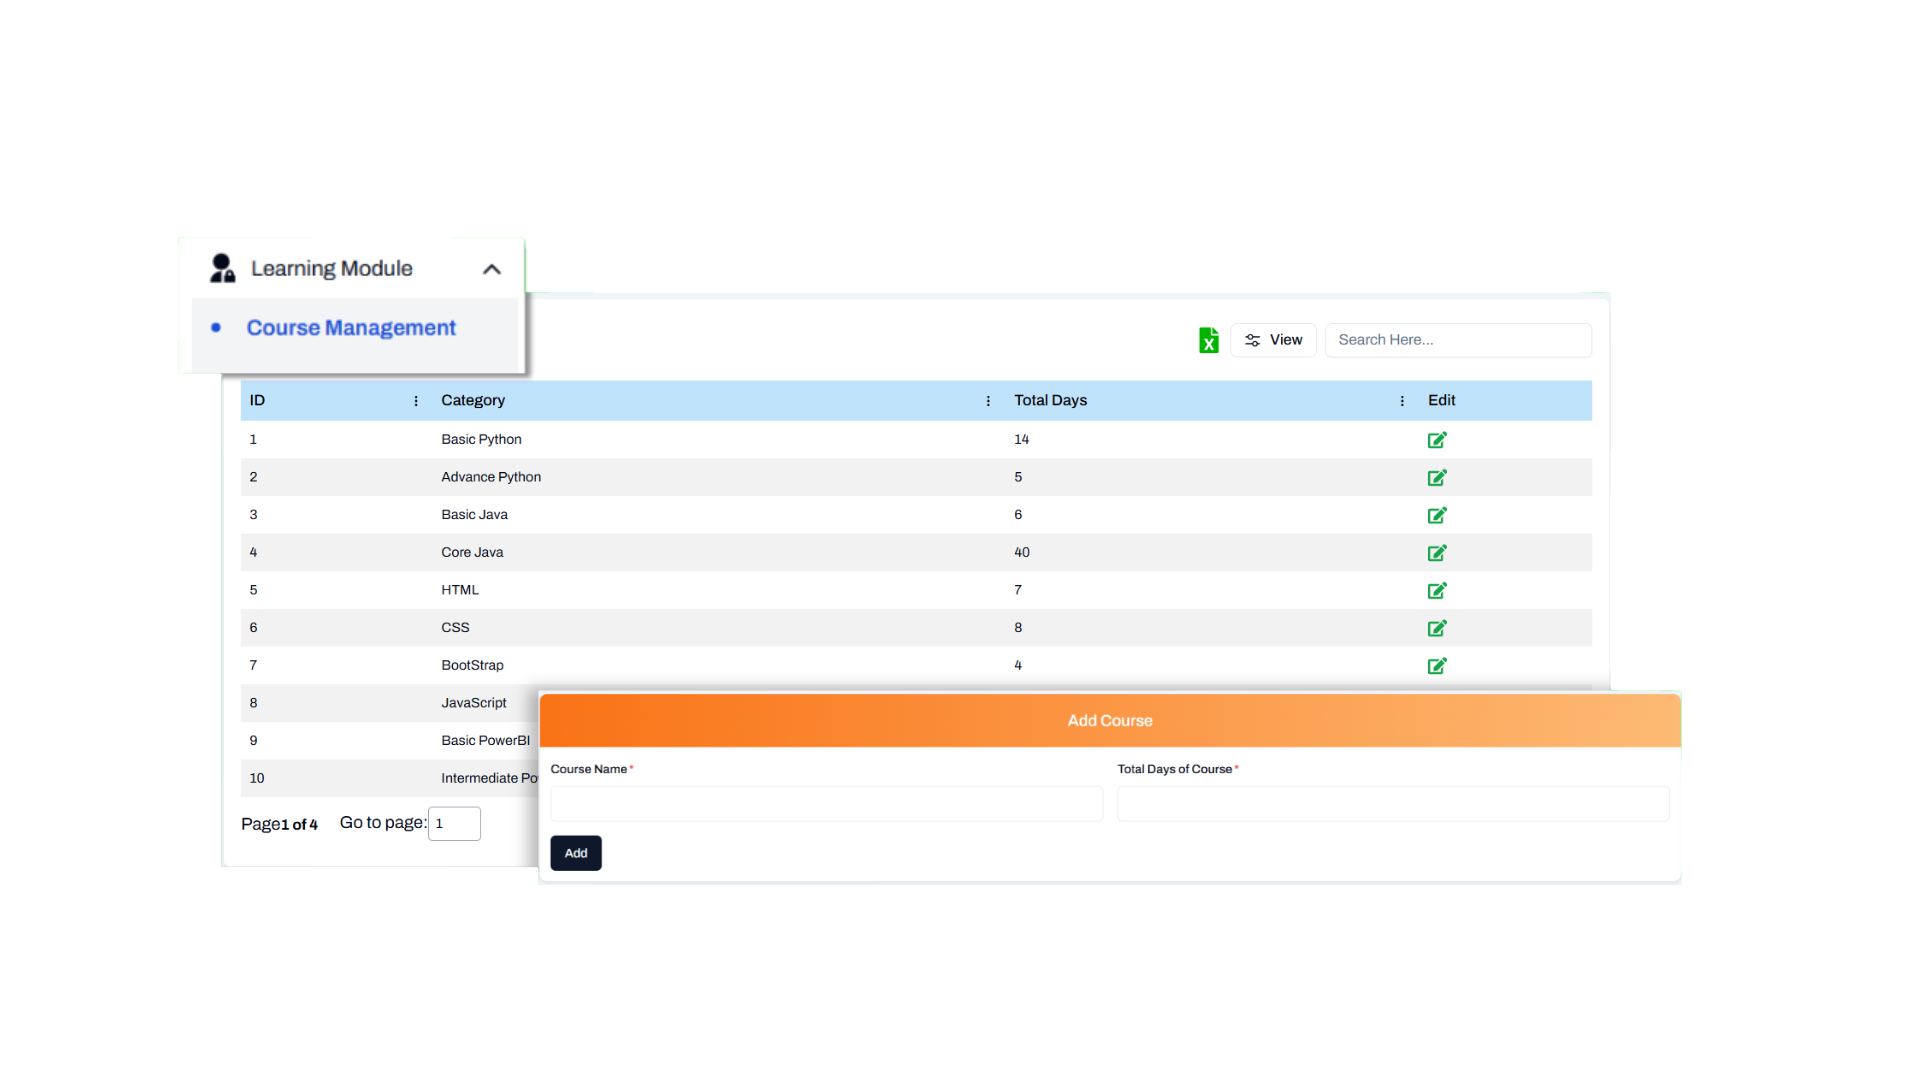 Learning Module
Course Management
View Search Here...
ID Category Total Days Edit
1 Basic Python 14
2 Advance Python 5
3 Basic Java 6
4 Core Java 40
5 HTML 7
6 CSS 8
7 BootStrap 4
8 JavaScript
9 Basic PowerBI
10 Intermediate Po
Page1 of 4 Go to page: 1
Add Course
Course Name* Total Days of Course*
Add